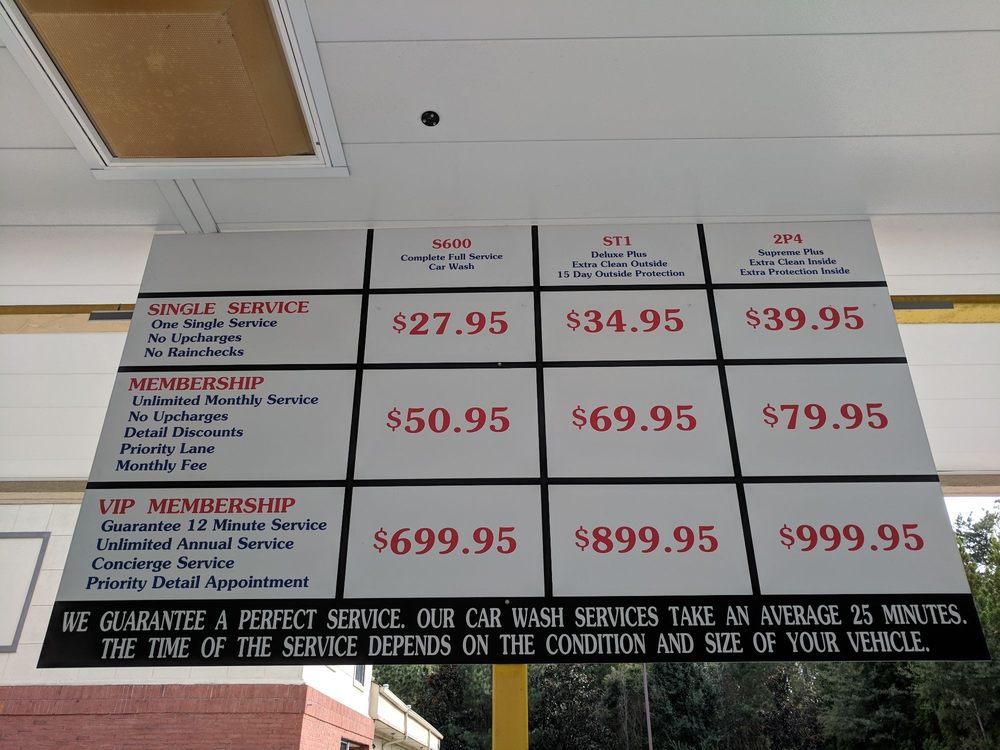 S600
Complete Full Service
Car Wash
ST1
Deluxe Plus
Extra Clean Outside
15 Day Outside Protection
2P4
Supreme Plus
Extra Clean Inside
Extra Protection Inside
SINGLE SERVICE
One Single Service
No Upcharges
No Rainchecks
$27.95
$34.95
$39.95
MEMBERSHIP
Unlimited Monthly Service
No Upcharges
Detail Discounts
Priority Lane
Monthly Fee
$50.95
$69.95
$79.95
VIP MEMBERSHIP
Guarantee 12 Minute Service
Unlimited Annual Service
Concierge Service
Priority Detail Appointment
$699.95
$899.95
$999.95
WE GUARANTEE A PERFECT SERVICE. OUR CAR WASH SERVICES TAKE AN AVERAGE 25 MINUTES.
THE TIME OF THE SERVICE DEPENDS ON THE CONDITION AND SIZE OF YOUR VEHICLE.